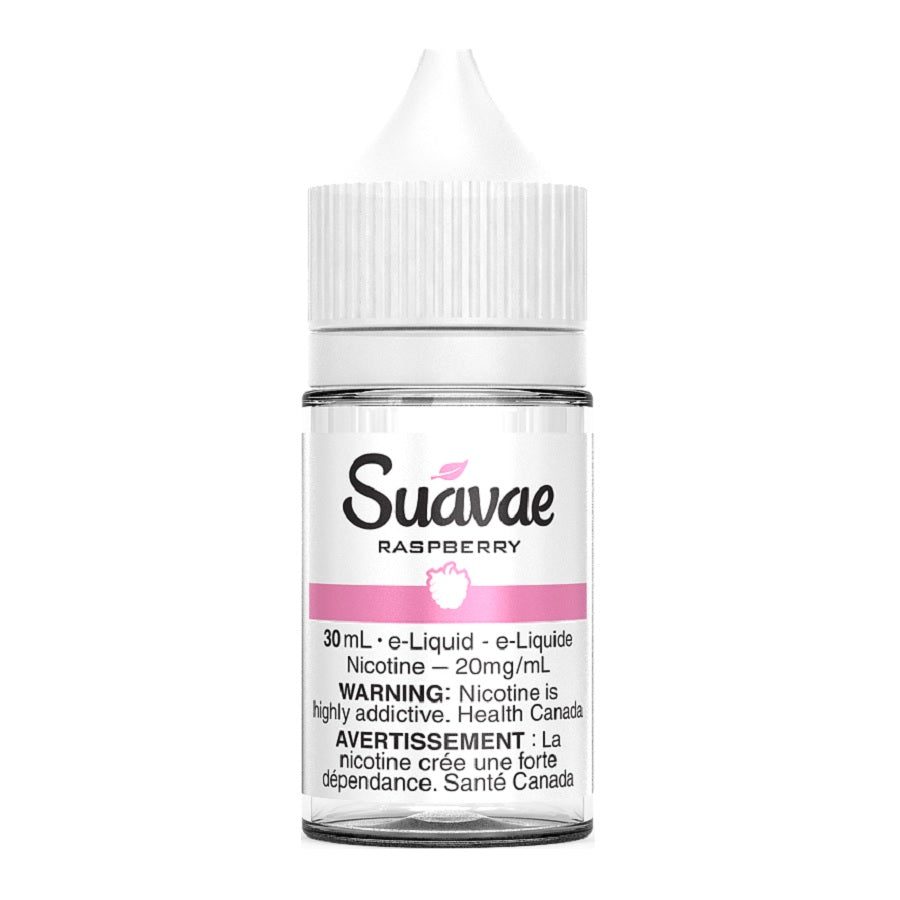 Suavae
RASPBERRY
30 mL • e-Liquid - e-Liquide
Nicotine – 20mg/mL
WARNING: Nicotine is
highly addictive. Health Canada
AVERTISSEMENT : La
nicotine crée une forte
dépendance. Santé Canada